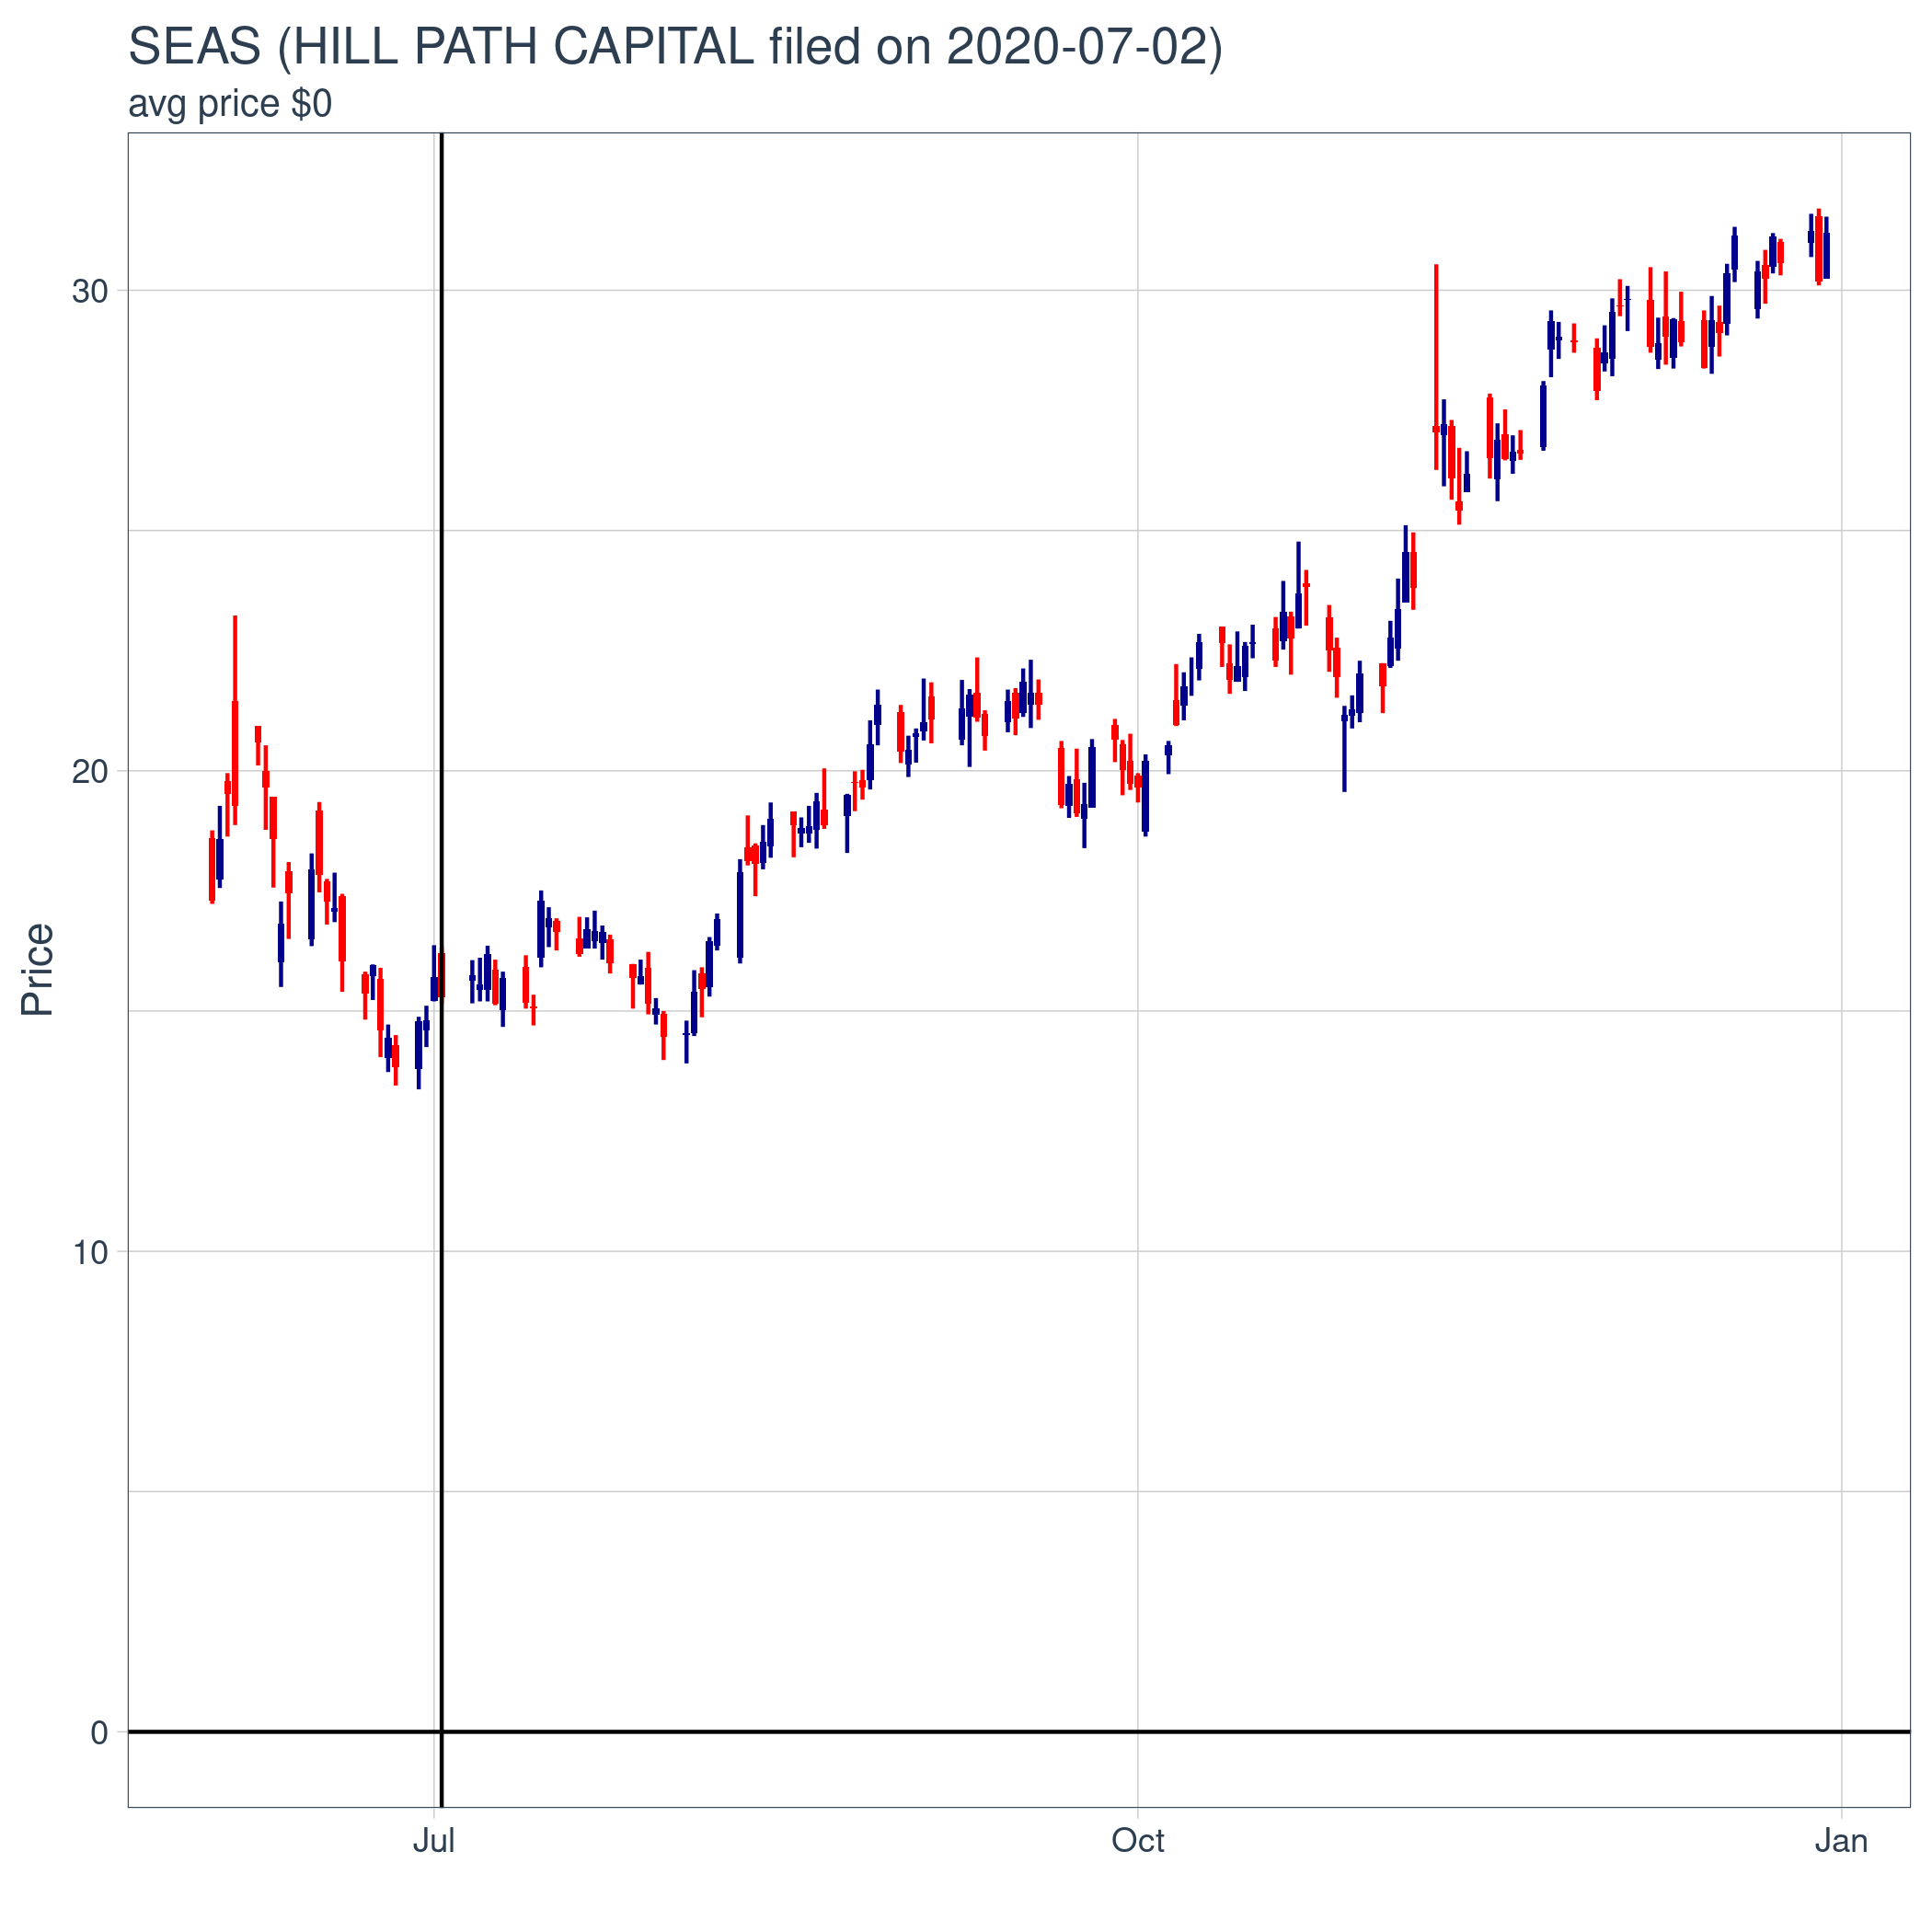 SEAS (HILL PATH CAPITAL filed on 2020-07-02)
avg price $0
30
20
10
0
Price
Jul
Oct
Jan